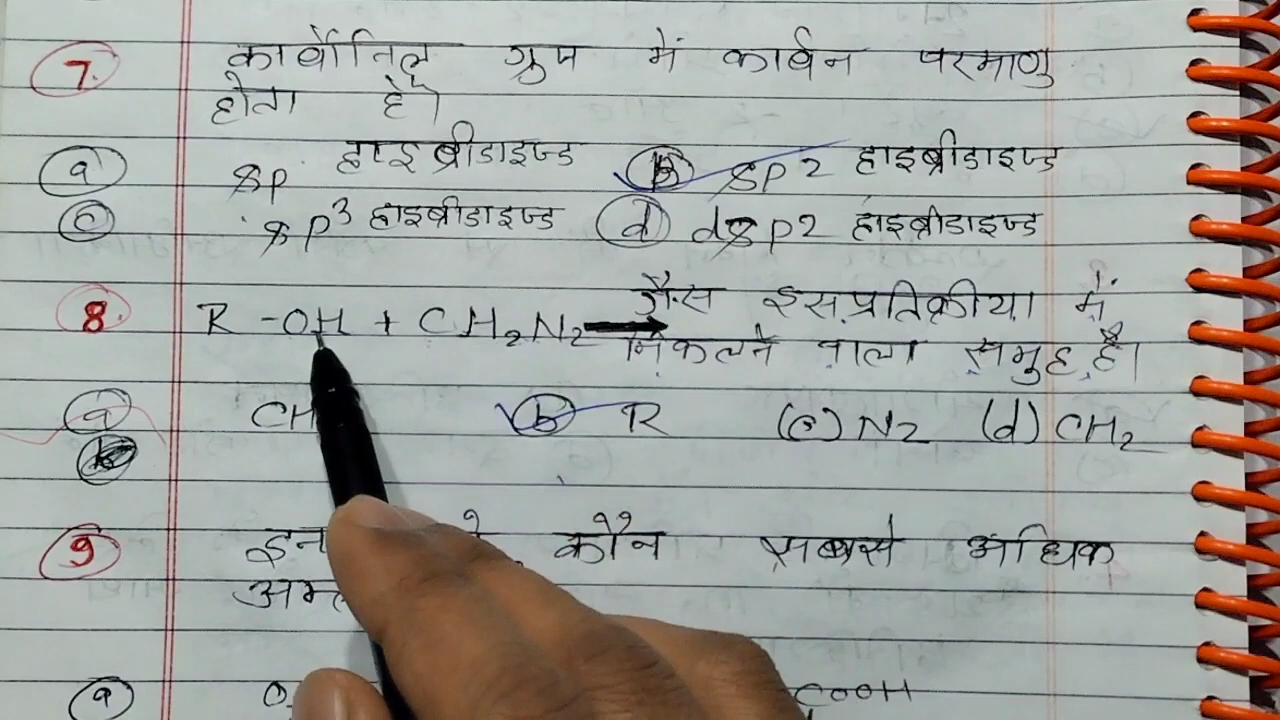 7. कार्बोनिल ग्रुप में कार्बन परमाणु
होता है।
(a) sp हाइब्रीडाइज्ड (b) sp2 हाइब्रीडाइज्ड
(c) sp3 हाइब्रीडाइज्ड (d) dsp2 हाइब्रीडाइज्ड
8. R-OH + CH2N2 → गैस इस प्रतिक्रीया में
निकलने वाला समुह है।
(a) CH (b) R (c) N2 (d) CH2
9. कौन सबसे अधिक
(a) COOH